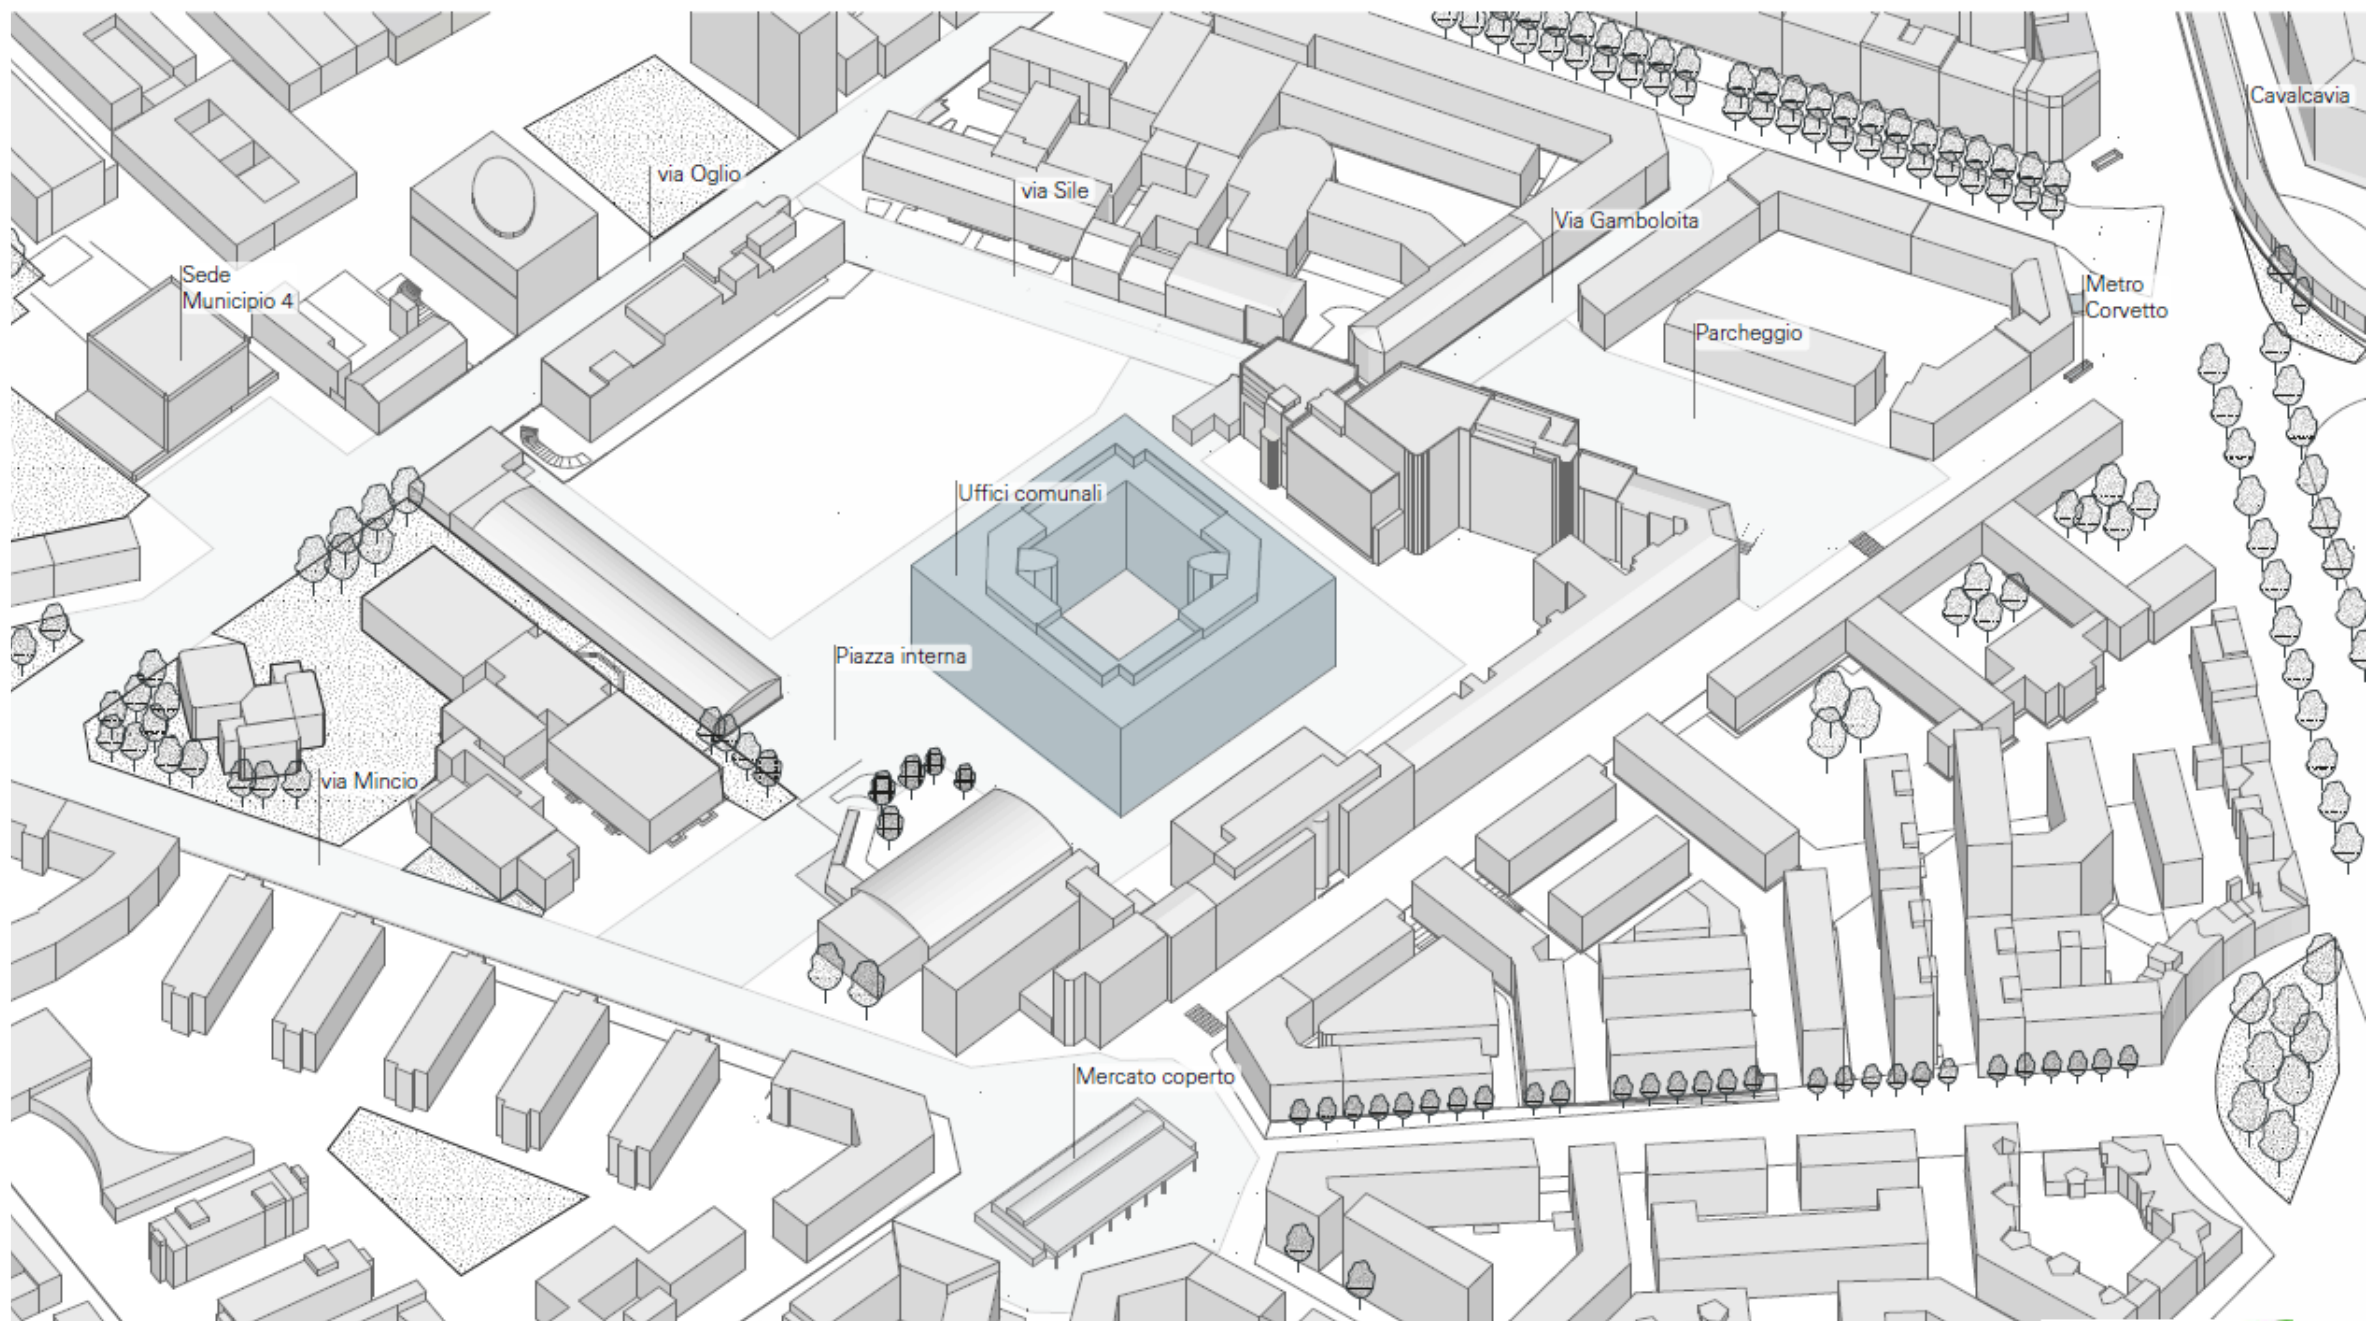 Cavalcavia
via Oglio
via Sile
Via Gamboloita
Sede
Municipio 4
Metro
Corvetto
Parcheggio
Uffici comunali
Piazza interna
via Mincio
Mercato coperto